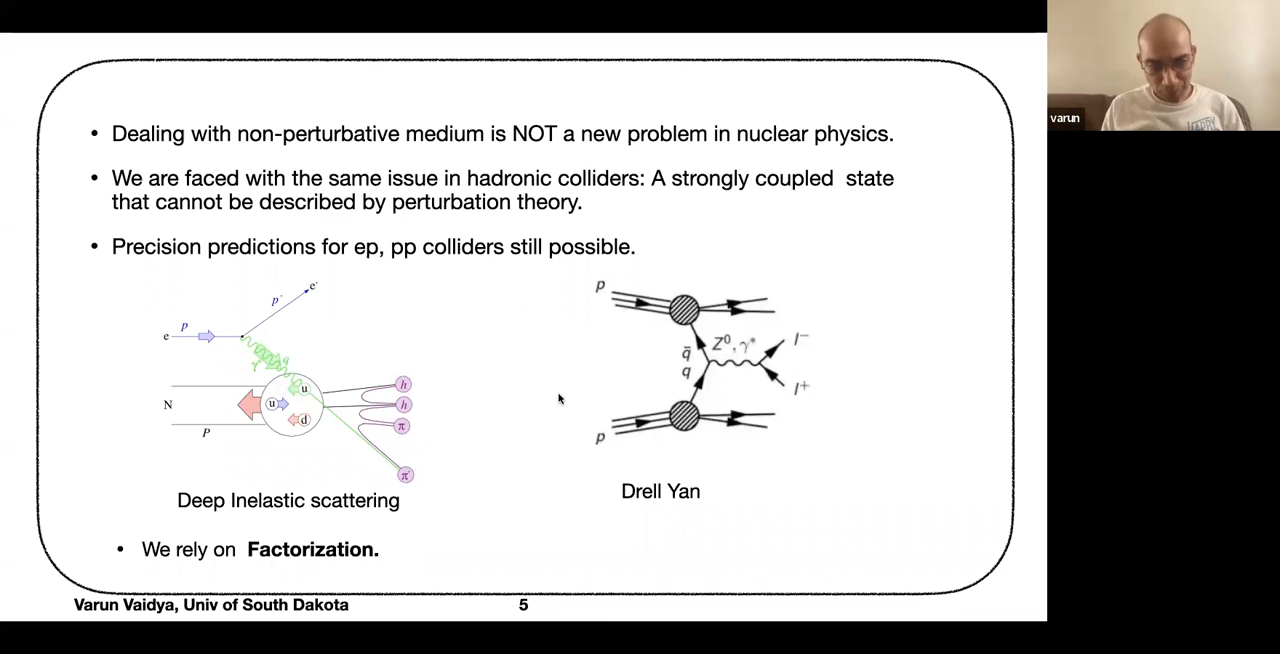 • Dealing with non-perturbative medium is NOT a new problem in nuclear physics.
• We are faced with the same issue in hadronic colliders: A strongly coupled state
that cannot be described by perturbation theory.
• Precision predictions for ep, pp colliders still possible.
p'
e'
e
p
q
γ*
u
u
d
N
P
h
h
π
π
Deep Inelastic scattering
p
q̄
q
Z⁰, γ*
l⁻
l⁺
p
Drell Yan
• We rely on Factorization.
Varun Vaidya, Univ of South Dakota
5
varun